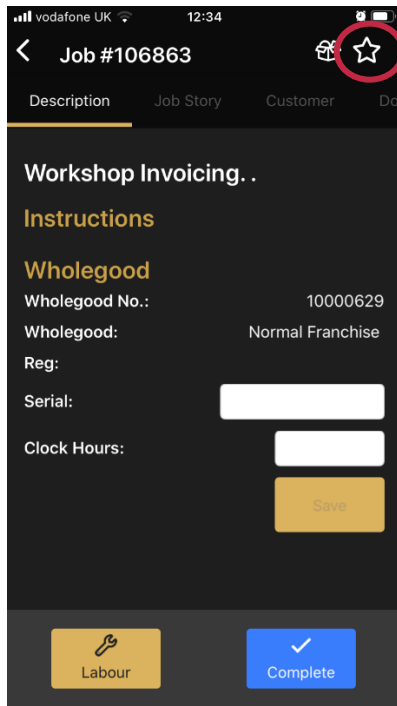 vodafone UK 12:34
Job #106863
Description Job Story Customer Do
Workshop Invoicing. .
Instructions
Wholegood
Wholegood No.: 10000629
Wholegood: Normal Franchise
Reg:
Serial:
Clock Hours:
Save
Labour Complete